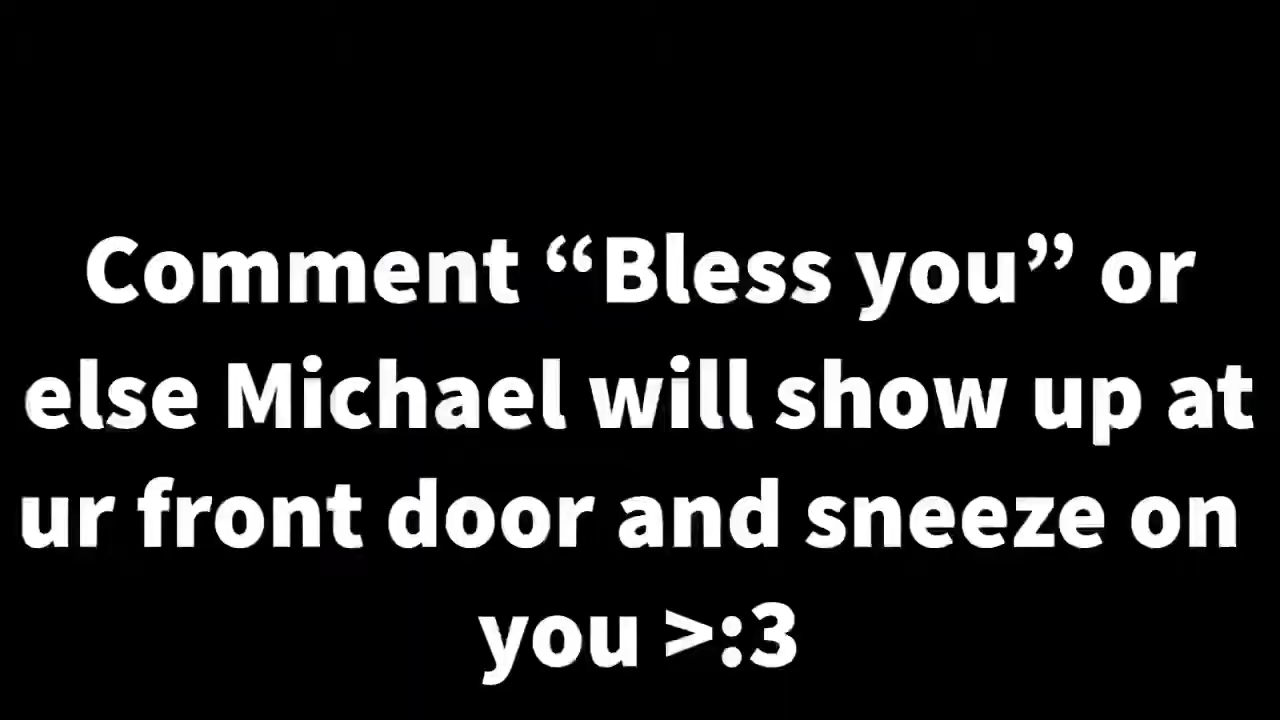 Comment “Bless you” or
else Michael will show up at
ur front door and sneeze on
you >:3